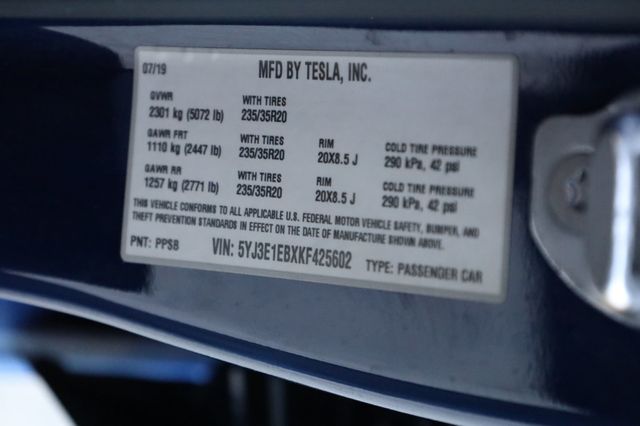 07/19 MFD BY TESLA, INC.
GVWR WITH TIRES
2301 kg (5072 lb) 235/35R20
GAWR FRT WITH TIRES RIM COLD TIRE PRESSURE
1110 kg (2447 lb) 235/35R20 20X8.5 J 290 kPa, 42 psi
GAWR RR WITH TIRES RIM COLD TIRE PRESSURE
1257 kg (2771 lb) 235/35R20 20X8.5 J 290 kPa, 42 psi
THIS VEHICLE CONFORMS TO ALL APPLICABLE U.S. FEDERAL MOTOR VEHICLE SAFETY, BUMPER, AND
THEFT PREVENTION STANDARDS IN EFFECT ON THE DATE OF MANUFACTURE SHOWN ABOVE.
PNT: PPSB VIN: 5YJ3E1EBXKF425602 TYPE: PASSENGER CAR